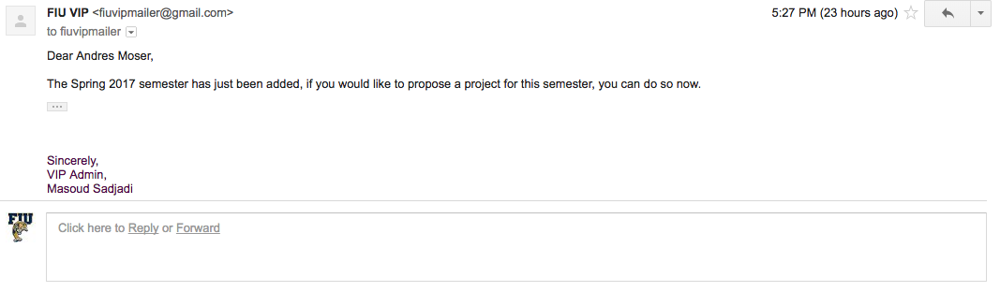 FIU VIP <fiuvipmailer@gmail.com> 5:27 PM (23 hours ago)
to fiuvipmailer
Dear Andres Moser,
The Spring 2017 semester has just been added, if you would like to propose a project for this semester, you can do so now.
Sincerely,
VIP Admin,
Masoud Sadjadi
FIU
Click here to Reply or Forward